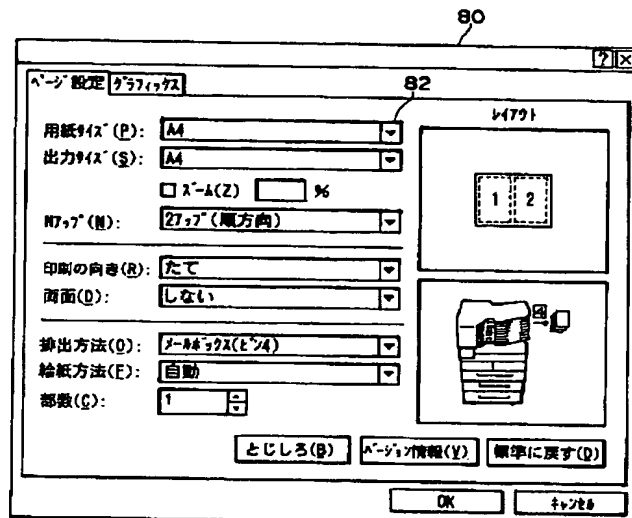 80
? ×
ﾍﾟｰｼﾞ設定 ｸﾞﾗﾌｨｯｸｽ
82
用紙ｻｲｽﾞ(P): A4
出力ｻｲｽﾞ(S): A4
ｽﾞｰﾑ(Z) %
Nｱｯﾌﾟ(N): 2ｱｯﾌﾟ(順方向)
印刷の向き(R): たて
両面(D): しない
排出方法(O): ﾒｰﾙﾎﾞｯｸｽ(ﾋﾞﾝ4)
給紙方法(F): 自動
部数(C): 1
ﾚｲｱｳﾄ
1 2
とじしろ(B) ﾊﾞｰｼﾞｮﾝ情報(V) 標準に戻す(D)
OK ｷｬﾝｾﾙ